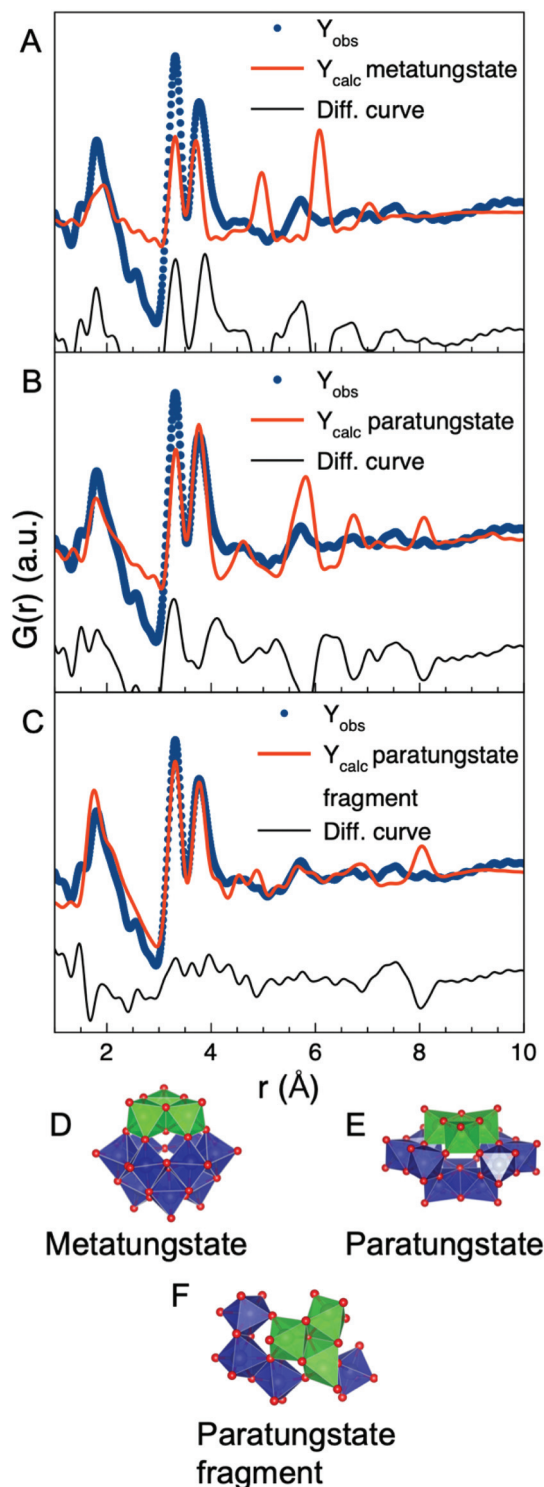 A
Yobs
Ycalc metatungstate
Diff. curve
B
Yobs
Ycalc paratungstate
Diff. curve
G(r) (a.u.)
C
Yobs
Ycalc paratungstate
fragment
Diff. curve
2 4 6 8 10
r (Å)
D
E
Metatungstate
Paratungstate
F
Paratungstate
fragment